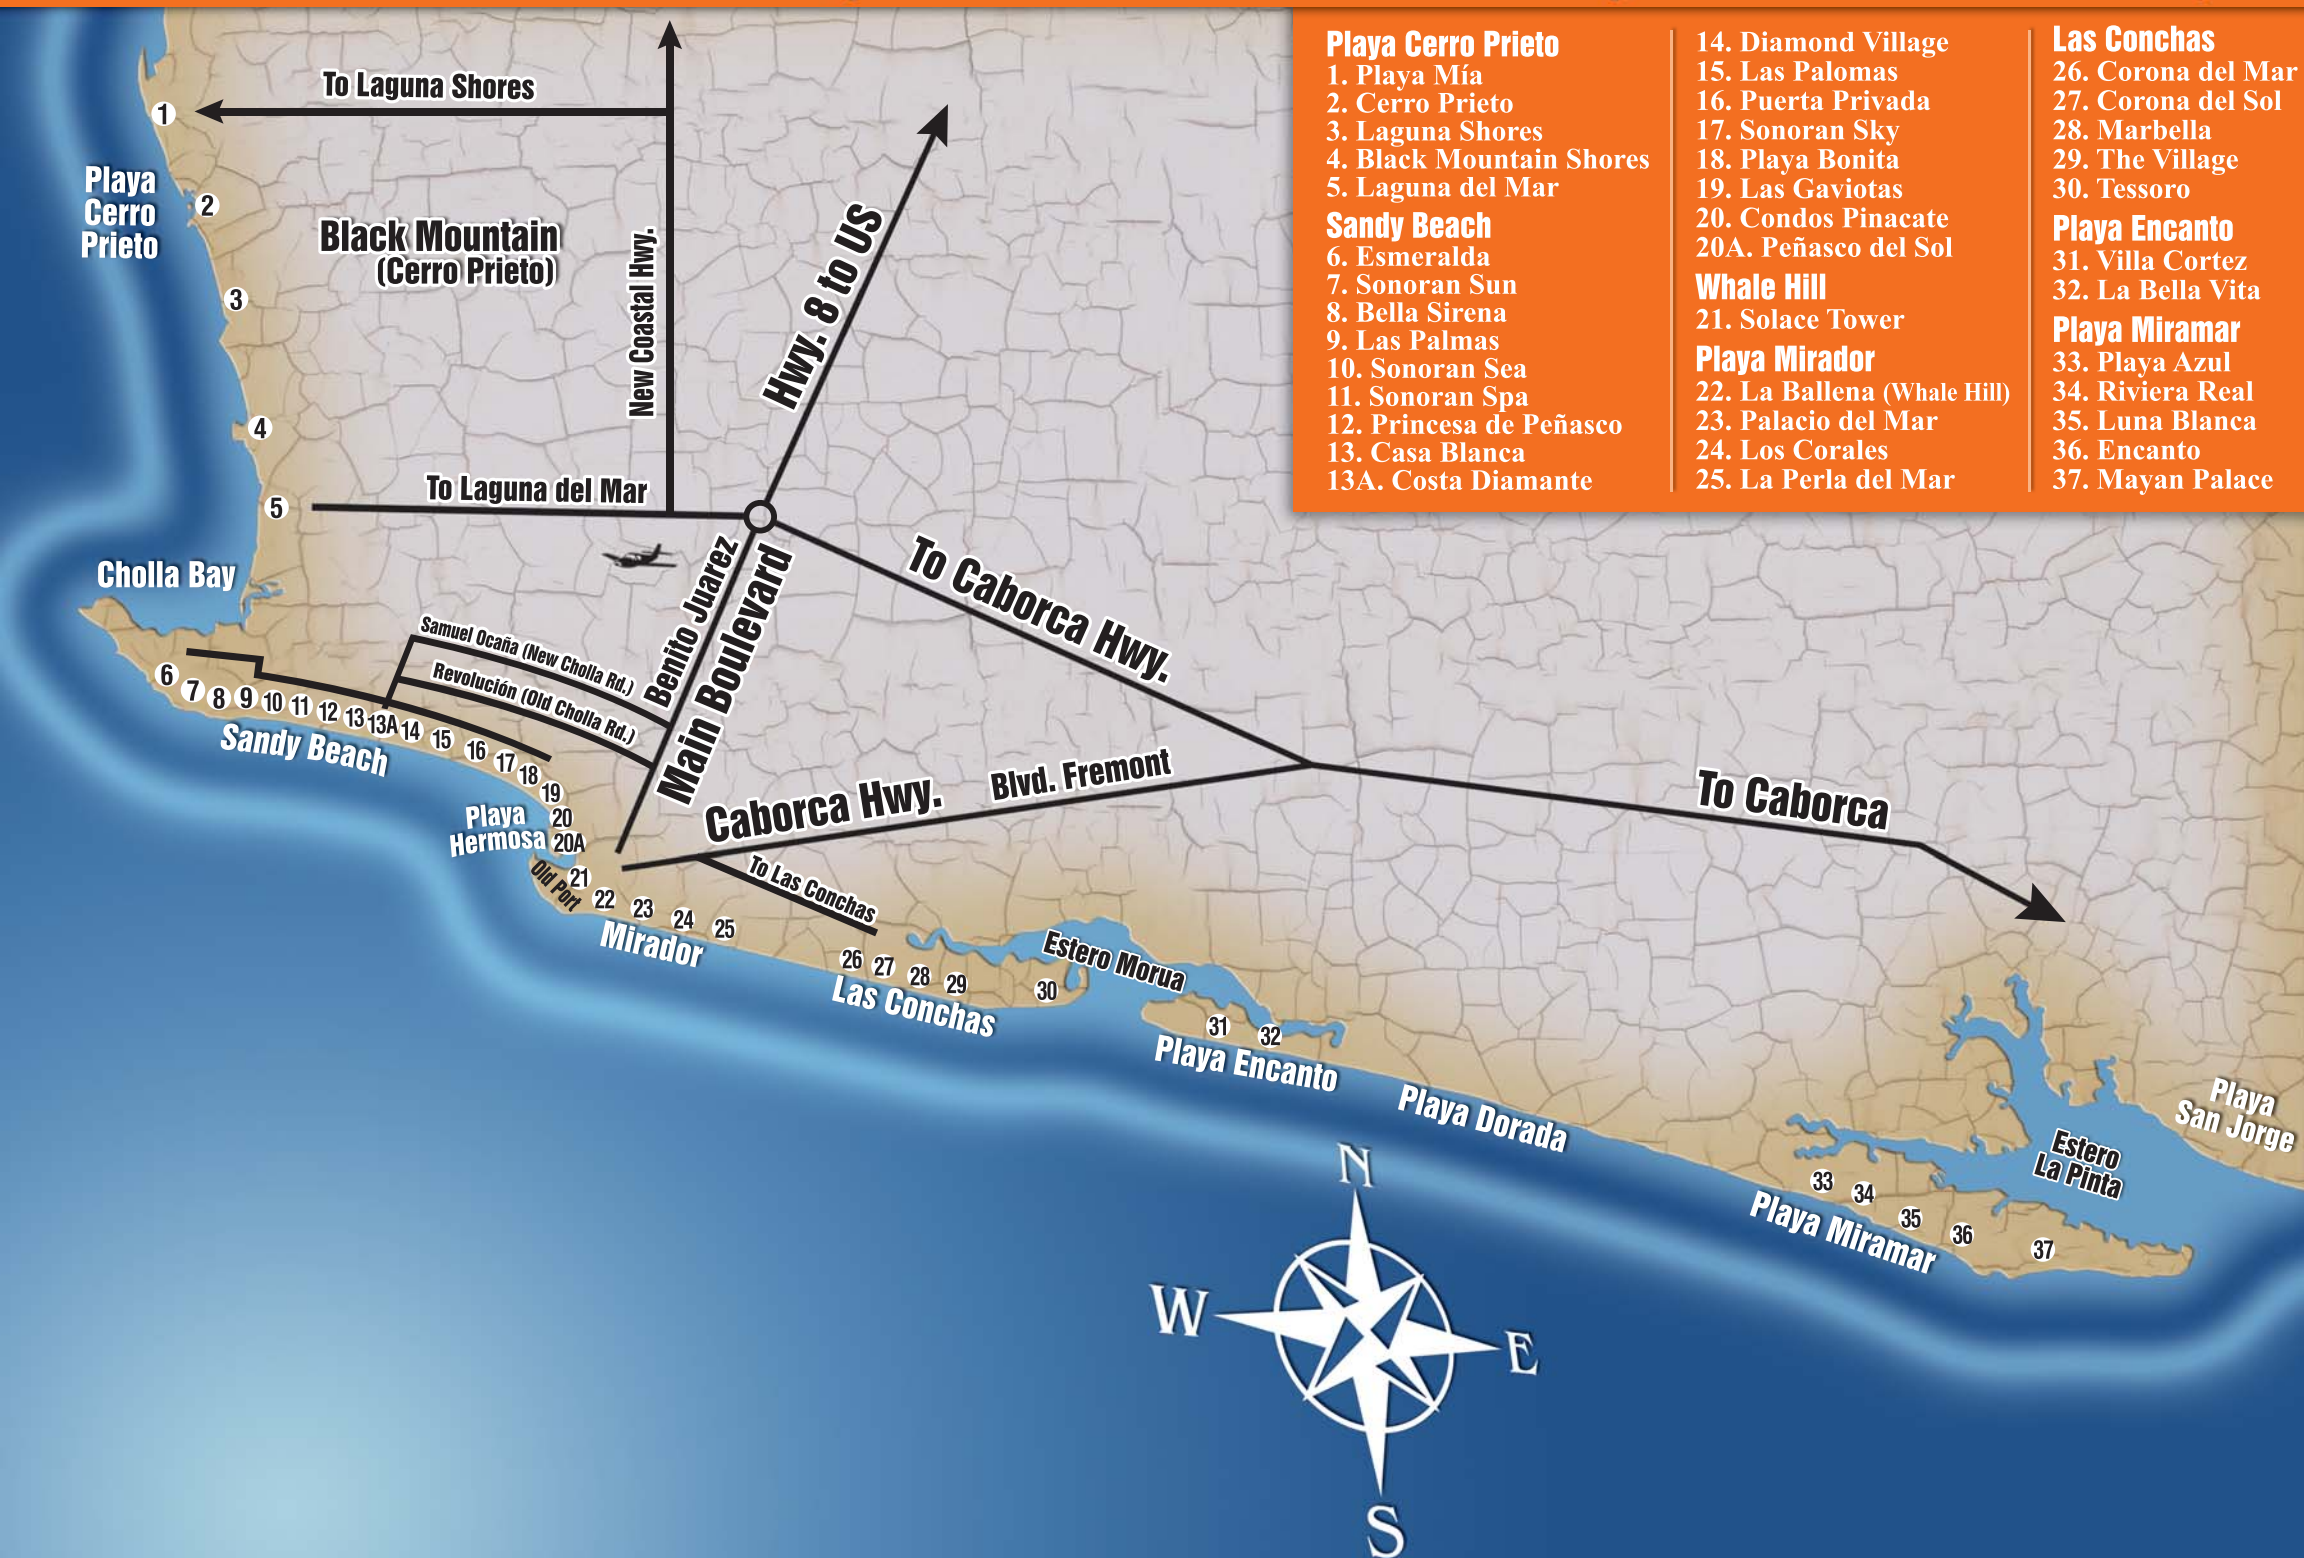 Playa Cerro Prieto
1. Playa Mía
2. Cerro Prieto
3. Laguna Shores
4. Black Mountain Shores
5. Laguna del Mar
Sandy Beach
6. Esmeralda
7. Sonoran Sun
8. Bella Sirena
9. Las Palmas
10. Sonoran Sea
11. Sonoran Spa
12. Princesa de Peñasco
13. Casa Blanca
13A. Costa Diamante
14. Diamond Village
15. Las Palomas
16. Puerta Privada
17. Sonoran Sky
18. Playa Bonita
19. Las Gaviotas
20. Condos Pinacate
20A. Peñasco del Sol
Whale Hill
21. Solace Tower
Playa Mirador
22. La Ballena (Whale Hill)
23. Palacio del Mar
24. Los Corales
25. La Perla del Mar
Las Conchas
26. Corona del Mar
27. Corona del Sol
28. Marbella
29. The Village
30. Tessoro
Playa Encanto
31. Villa Cortez
32. La Bella Vita
Playa Miramar
33. Playa Azul
34. Riviera Real
35. Luna Blanca
36. Encanto
37. Mayan Palace
To Laguna Shores
1
Playa
Cerro
Prieto
2
Black Mountain
(Cerro Prieto)
New Coastal Hwy.
Hwy. 8 to US
3
4
To Laguna del Mar
5
Cholla Bay
Benito Juarez
Main Boulevard
To Caborca Hwy.
Samuel Ocaña (New Cholla Rd.)
Revolución (Old Cholla Rd.)
6
7
8
9
10
11
12
13
13A
14
15
16
17
18
19
20
20A
Sandy Beach
Playa
Hermosa
Old Port
Caborca Hwy.
Blvd. Fremont
To Caborca
To Las Conchas
21
22
23
24
25
Mirador
26
27
28
29
30
Las Conchas
Estero Morua
31
32
Playa Encanto
Playa Dorada
Playa
San Jorge
Estero
La Pinta
33
34
35
36
37
Playa Miramar
N
W
E
S